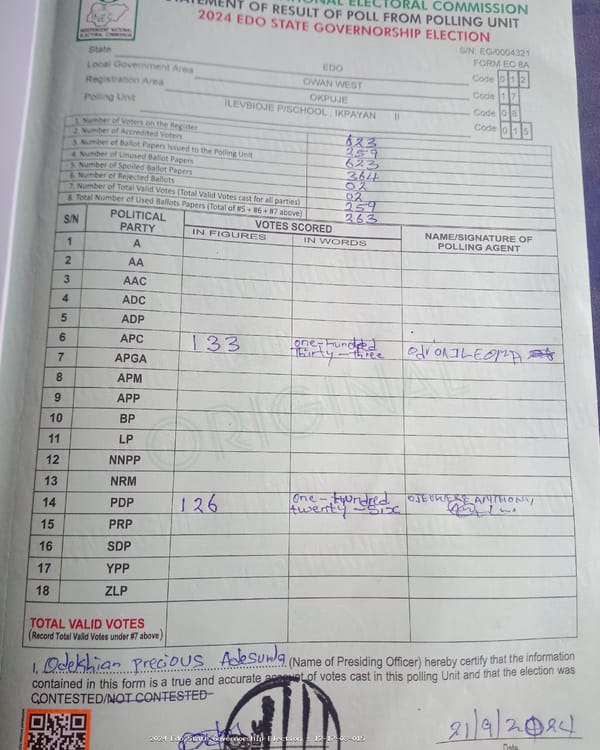 INDEPENDENT NATIONAL ELECTORAL COMMISSION
STATEMENT OF RESULT OF POLL FROM POLLING UNIT
2024 EDO STATE GOVERNORSHIP ELECTION
INEC
INDEPENDENT NATIONAL ELECTORAL COMMISSION
S/N: EG/0004321
FORM EC 8A
State EDO Code 0 1 2
Local Government Area OWAN WEST Code 1 7
Registration Area OKPUJE Code 0 8
Polling Unit ILEVBIOJE P/SCHOOL , IKPAYAN II Code 0 1 5
1. Number of Voters on the Register 623
2. Number of Accredited Voters 259
3. Number of Ballot Papers Issued to the Polling Unit 623
4. Number of Unused Ballot Papers 364
5. Number of Spoiled Ballot Papers 02
6. Number of Rejected Ballots 02
7. Number of Total Valid Votes (Total Valid Votes cast for all parties) 259
8. Total Number of Used Ballots Papers (Total of #5 + #6 + #7 above) 363
S/N POLITICAL PARTY VOTES SCORED NAME/SIGNATURE OF POLLING AGENT
IN FIGURES IN WORDS
1 A
2 AA
3 AAC
4 ADC
5 ADP
6 APC 133 one-hundred thirty-three
7 APGA
8 APM
9 APP
10 BP
11 LP
12 NNPP
13 NRM
14 PDP 126 one-hundred twenty-six
15 PRP
16 SDP
17 YPP
18 ZLP
ORIGINAL
TOTAL VALID VOTES
(Record Total Valid Votes under #7 above)
I, Odekhian Precious Adesuwa (Name of Presiding Officer) hereby certify that the information
contained in this form is a true and accurate account of votes cast in this polling Unit and that the election was
CONTESTED/NOT CONTESTED
21/9/2024
Date
2024 Edo State Governorship Election - 12-17-08-015